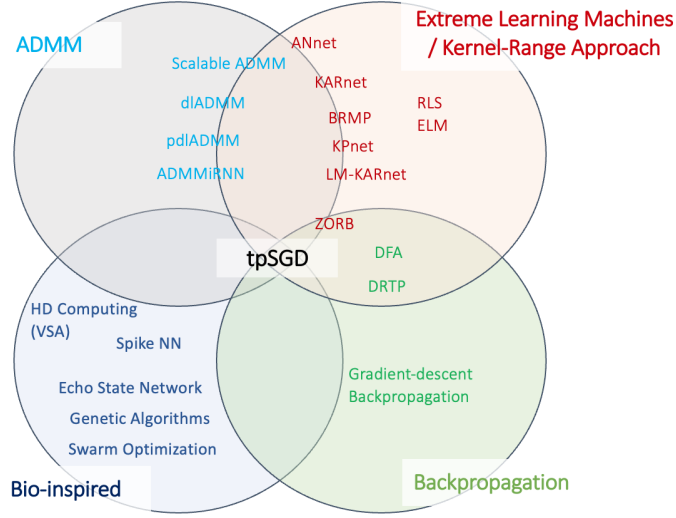 ADMM
Extreme Learning Machines
/ Kernel-Range Approach
ANnet
Scalable ADMM
KARnet
dlADMM
RLS
BRMP
ELM
pdlADMM
KPnet
ADMMiRNN
LM-KARnet
ZORB
tpSGD
DFA
DRTP
HD Computing
(VSA)
Spike NN
Gradient-descent
Backpropagation
Echo State Network
Genetic Algorithms
Swarm Optimization
Bio-inspired
Backpropagation